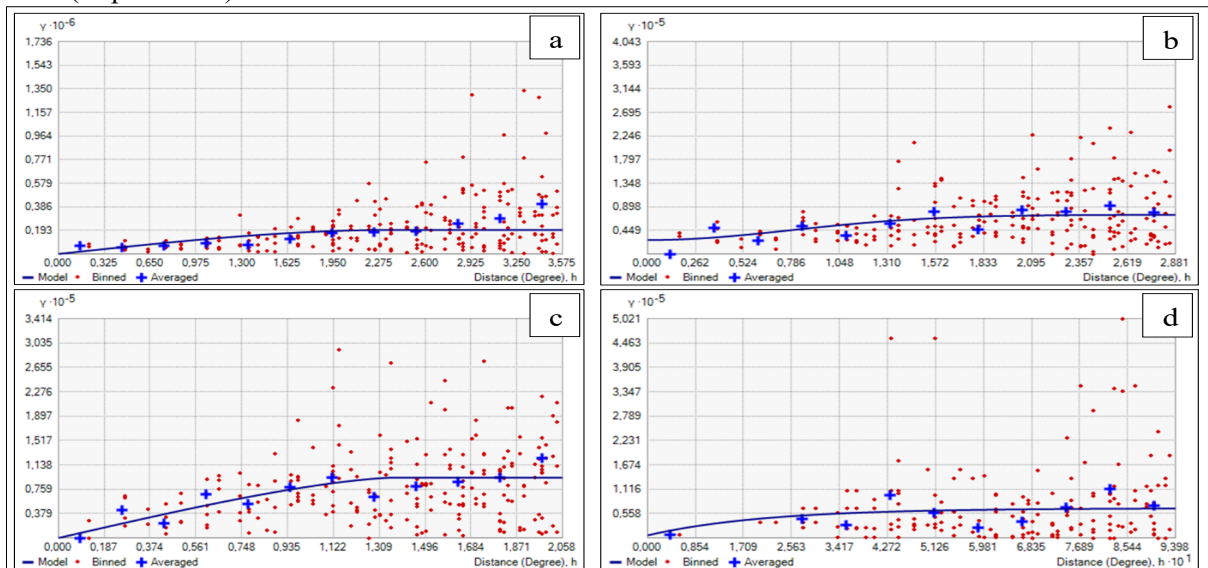 γ ·10⁻⁶
a
1,736
1,543
1,350
1,157
0,964
0,771
0,579
0,386
0,193
0,000 0,325 0,650 0,975 1,300 1,625 1,950 2,275 2,600 2,925 3,250 3,575
Distance (Degree), h
Model Binned Averaged
γ ·10⁻⁵
b
4,043
3,593
3,144
2,695
2,246
1,797
1,348
0,898
0,449
0,000 0,262 0,524 0,786 1,048 1,310 1,572 1,833 2,095 2,357 2,619 2,881
Distance (Degree), h
Model Binned Averaged
γ ·10⁻⁵
c
3,414
3,035
2,655
2,276
1,897
1,517
1,138
0,759
0,379
0,000 0,187 0,374 0,561 0,748 0,935 1,122 1,309 1,496 1,684 1,871 2,058
Distance (Degree), h
Model Binned Averaged
γ ·10⁻⁵
d
5,021
4,463
3,905
3,347
2,789
2,231
1,674
1,116
0,558
0,000 0,854 1,709 2,563 3,417 4,272 5,126 5,981 6,835 7,689 8,544 9,398
Distance (Degree), h ·10¹
Model Binned Averaged